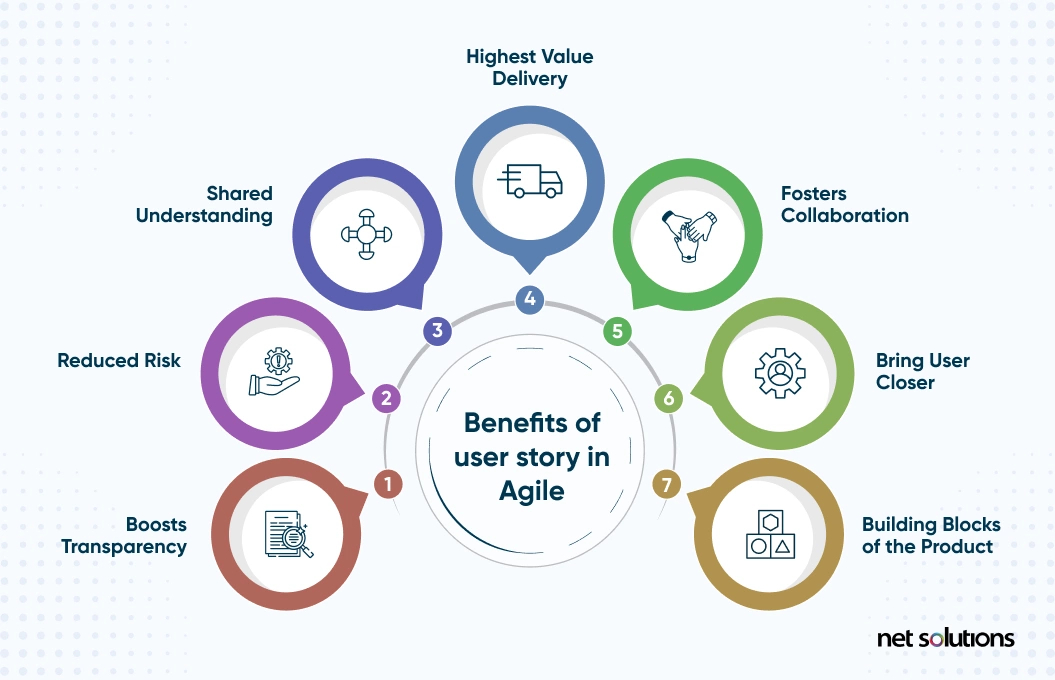 Highest Value
Delivery
Shared
Understanding
Fosters
Collaboration
4
3
5
Reduced Risk
Bring User
Closer
2
6
Benefits of
user story in
Agile
1
7
Boosts
Transparency
Building Blocks
of the Product
net solutions